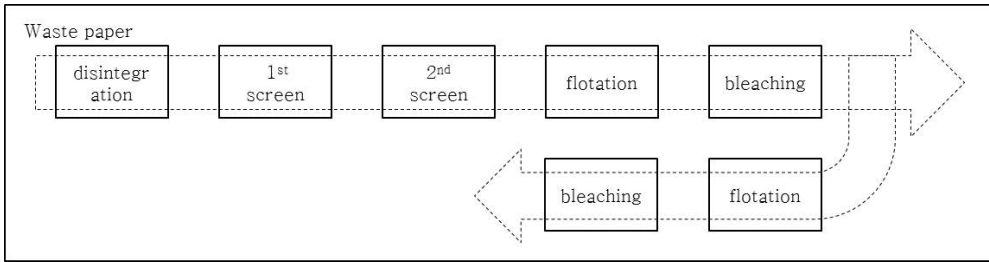 Waste paper
disintegr
ation
1st
screen
2nd
screen
flotation
bleaching
bleaching
flotation